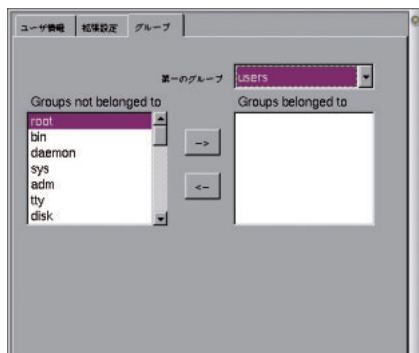 ユーザ情報 拡張設定 グループ
第一のグループ users
Groups not belonged to
root
bin
daemon
sys
adm
tty
disk
-->
<--
Groups belonged to